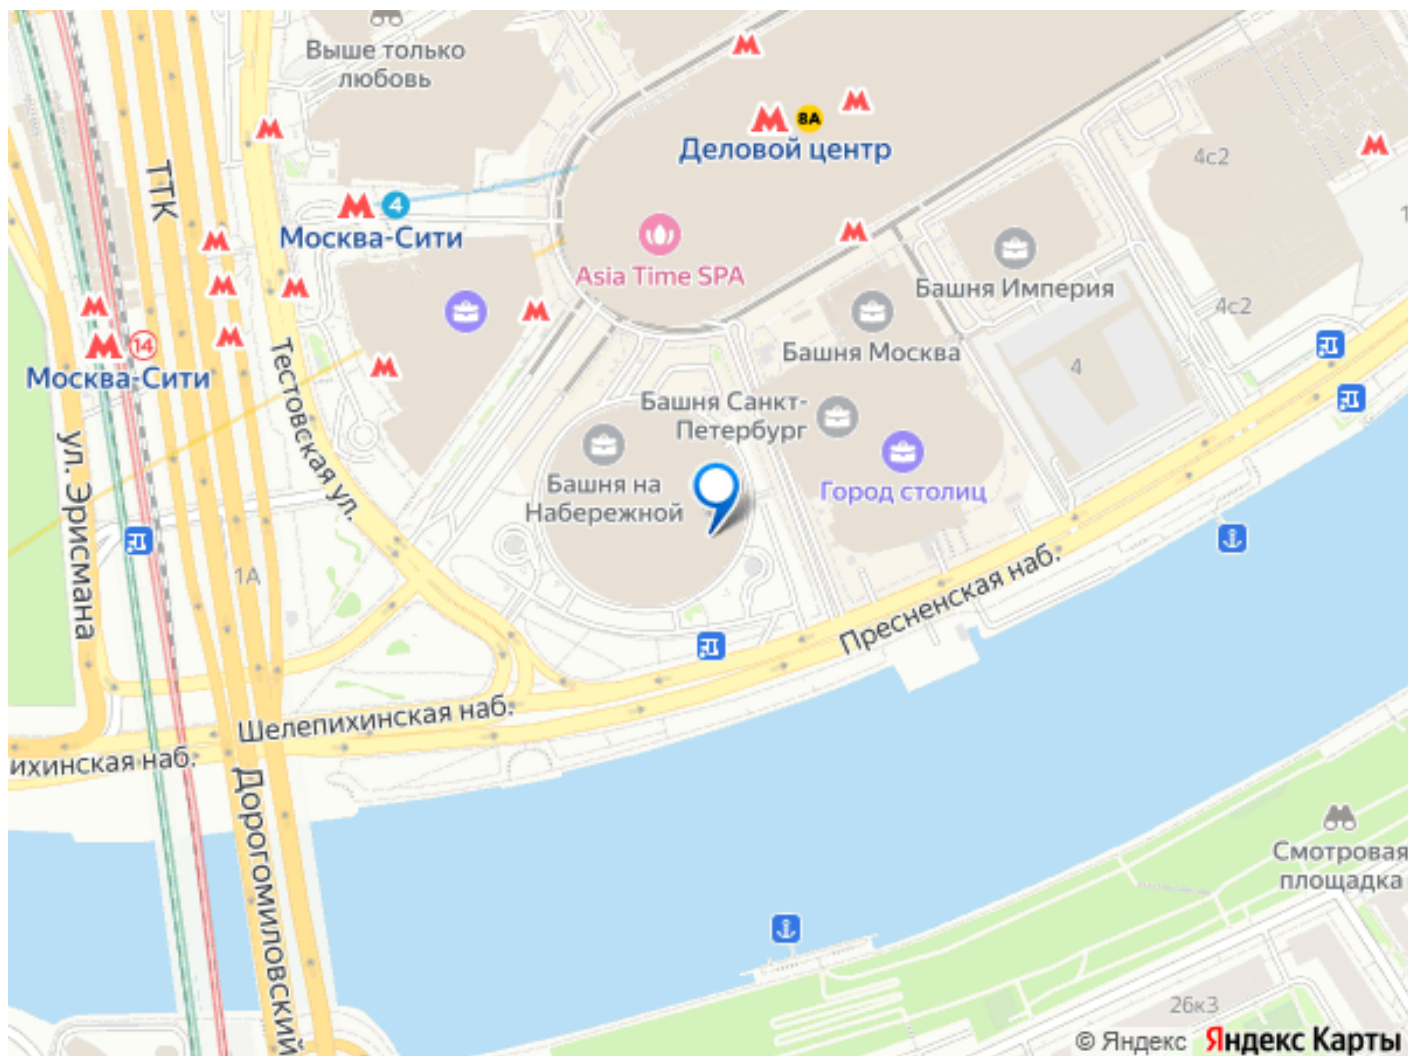 Выше только
любовь
8А
Деловой центр
4с2
ТТК
4
Москва-Сити
Asia Time SPA
Башня Империя
4с2
14
Москва-Сити
Башня Москва
4
Тестовская ул.
Башня Санкт-
Петербург
ул. Эрисмана
Башня на
Набережной
Город столиц
1А
Пресненская наб.
Шелепихинская наб.
ихинская наб.
Дорогомиловский
Смотровая
площадка
26к3
© Яндекс Яндекс Карты